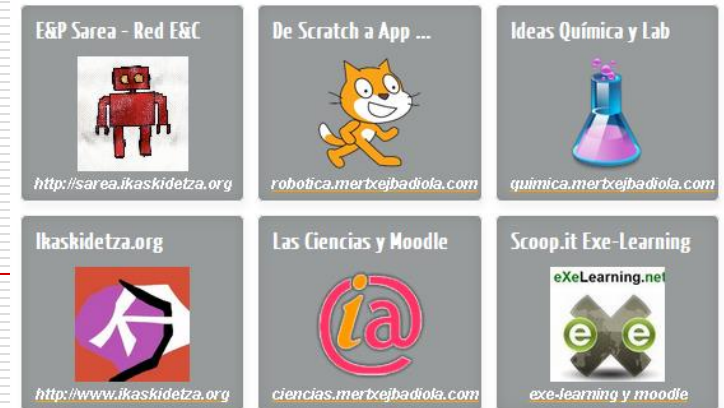 E&P Sarea - Red E&C
http://sarea.ikaskidetza.org
De Scratch a App ...
robotica.mertxejbadiola.com
Ideas Química y Lab
quimica.mertxejbadiola.com
Ikaskidetza.org
http://www.ikaskidetza.org
Las Ciencias y Moodle
ia@
ciencias.mertxejbadiola.com
Scoop.it Exe-Learning
eXeLearning.net
e e
exe-learning y moodle